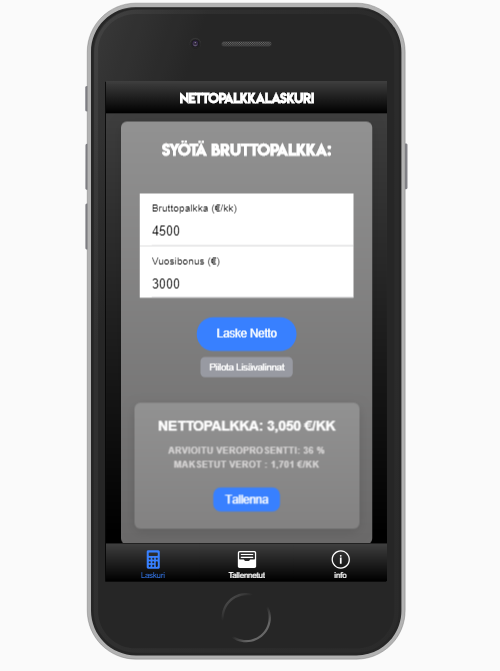 NETTOPALKKALASKURI
SYÖTÄ BRUTTOPALKKA:
Bruttopalkka (€/kk)
4500
Vuosibonus (€)
3000
Laske Netto
Piilota Lisävalinnat
NETTOPALKKA: 3,050 €/KK
ARVIOITU VEROPROSENTTI: 36 %
MAKSETUT VEROT : 1,701 €/KK
Tallenna
Laskuri Tallennetut info